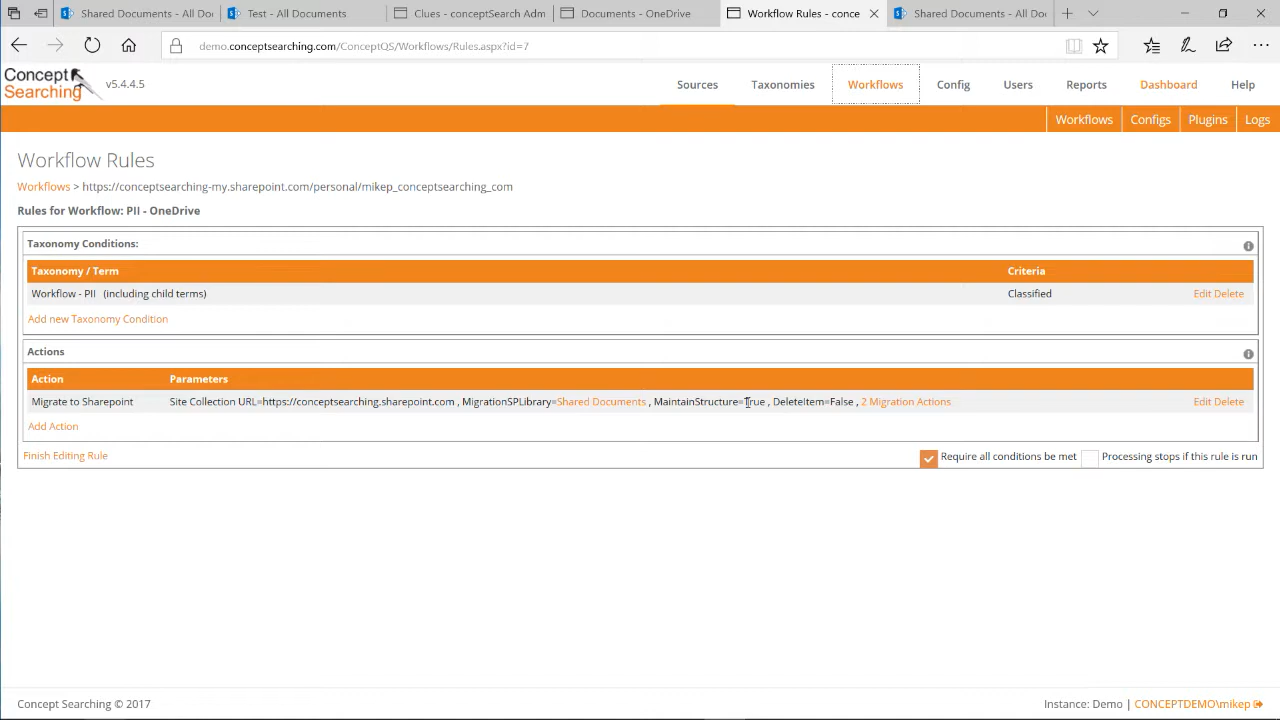 Shared Documents - All Doc
Test - All Documents
Clues - conceptSearch Adm
Documents - OneDrive
Workflow Rules - conce
Shared Documents - All Doc
demo.conceptsearching.com/ConceptQS/Workflows/Rules.aspx?id=7
Concept Searching
v5.4.4.5
Sources
Taxonomies
Workflows
Config
Users
Reports
Dashboard
Help
Workflows
Configs
Plugins
Logs
Workflow Rules
Workflows > https://conceptsearching-my.sharepoint.com/personal/mikep_conceptsearching_com
Rules for Workflow: PII - OneDrive
Taxonomy Conditions:
Taxonomy / Term Criteria
Workflow - PII (including child terms) Classified Edit Delete
Add new Taxonomy Condition
Actions
Action Parameters
Migrate to Sharepoint Site Collection URL=https://conceptsearching.sharepoint.com , MigrationSPLibrary=Shared Documents , MaintainStructure=True , DeleteItem=False , 2 Migration Actions Edit Delete
Add Action
Finish Editing Rule Require all conditions be met Processing stops if this rule is run
Concept Searching © 2017 Instance: Demo | CONCEPTDEMO\mikep